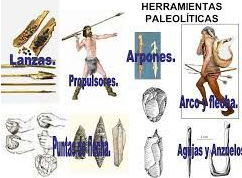 HERRAMIENTAS
PALEOLÍTICAS
Lanzas.
Arpones.
Propulsores.
Arco y flecha.
Puntas de flecha.
Agujas y Anzuelos